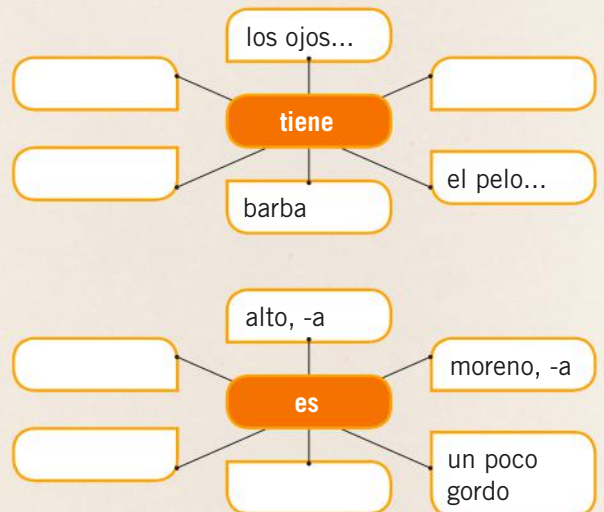 los ojos...
tiene
el pelo...
barba
alto, -a
moreno, -a
es
un poco
gordo